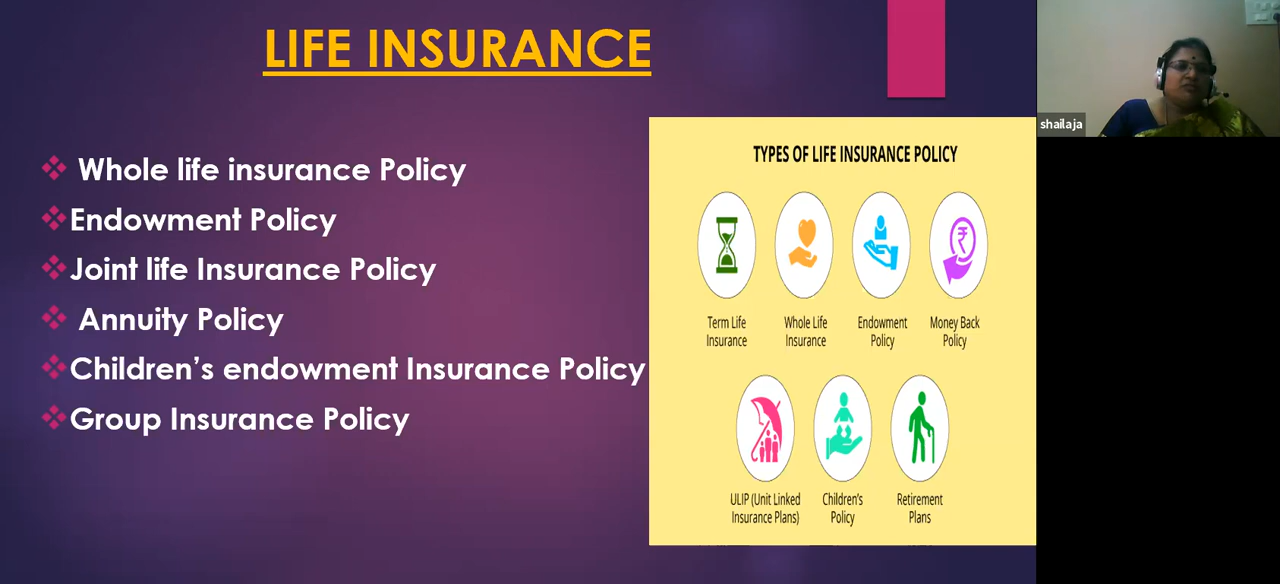 LIFE INSURANCE
Whole life insurance Policy
Endowment Policy
Joint life Insurance Policy
Annuity Policy
Children's endowment Insurance Policy
Group Insurance Policy
TYPES OF LIFE INSURANCE POLICY
Term Life
Insurance
Whole Life
Insurance
Endowment
Policy
Money Back
Policy
ULIP (Unit Linked
Insurance Plans)
Children's
Policy
Retirement
Plans
shailaja